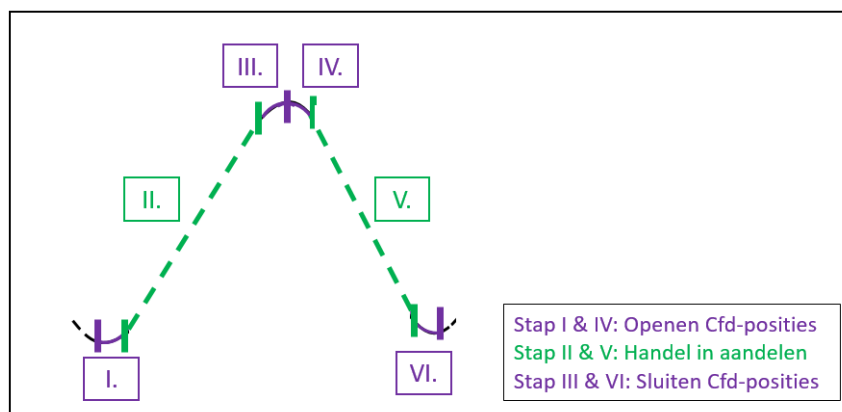 III.
IV.
II.
V.
I.
VI.
Stap I & IV: Openen Cfd-posities
Stap II & V: Handel in aandelen
Stap III & VI: Sluiten Cfd-posities